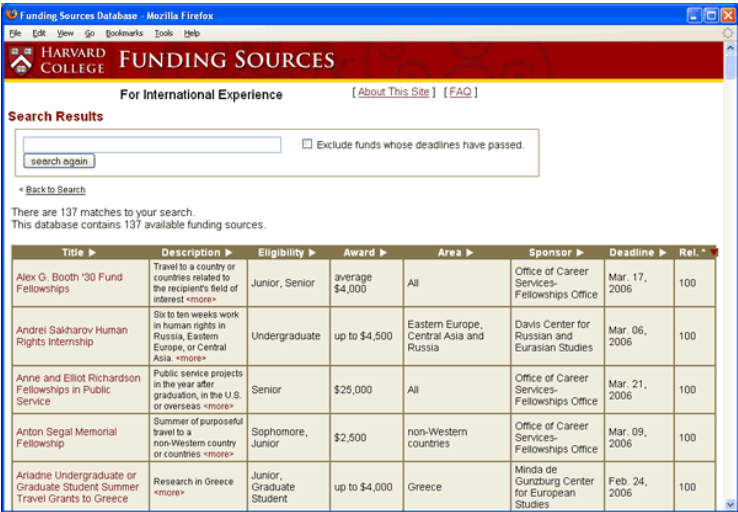 Funding Sources Database - Mozilla Firefox
File Edit View Go Bookmarks Tools Help
HARVARD COLLEGE FUNDING SOURCES
For International Experience [ About This Site ] [ FAQ ]
Search Results
Exclude funds whose deadlines have passed.
search again
< Back to Search
There are 137 matches to your search.
This database contains 137 available funding sources.
Title ▶ Description ▶ Eligibility ▶ Award ▶ Area ▶ Sponsor ▶ Deadline ▶ Rel. * ▼
Alex G. Booth '30 Fund
Fellowships
Travel to a country or
countries related to
the recipient's field of
interest <more>
Junior, Senior
average
$4,000
All
Office of Career
Services-
Fellowships Office
Mar. 17,
2006
100
Andrei Sakharov Human
Rights Internship
Six to ten weeks work
in human rights in
Russia, Eastern
Europe, or Central
Asia. <more>
Undergraduate
up to $4,500
Eastern Europe,
Central Asia and
Russia
Davis Center for
Russian and
Eurasian Studies
Mar. 06,
2006
100
Anne and Elliot Richardson
Fellowships in Public
Service
Public service projects
in the year after
graduation, in the U.S.
or overseas <more>
Senior
$25,000
All
Office of Career
Services-
Fellowships Office
Mar. 21,
2006
100
Anton Segal Memorial
Fellowship
Summer of purposeful
travel to a
non-Western country
or countries <more>
Sophomore,
Junior
$2,500
non-Western
countries
Office of Career
Services-
Fellowships Office
Mar. 09,
2006
100
Ariadne Undergraduate or
Graduate Student Summer
Travel Grants to Greece
Research in Greece
<more>
Junior,
Graduate
Student
up to $4,000
Greece
Minda de
Gunzburg Center
for European
Studies
Feb. 24,
2006
100